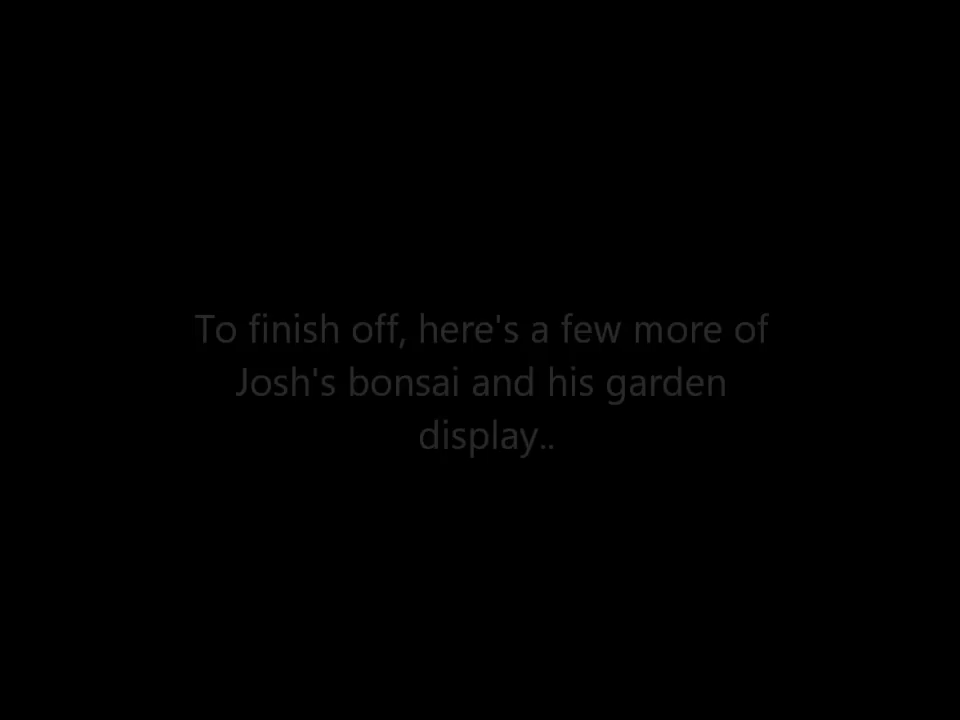 To finish off, here's a few more of
Josh's bonsai and his garden
display..